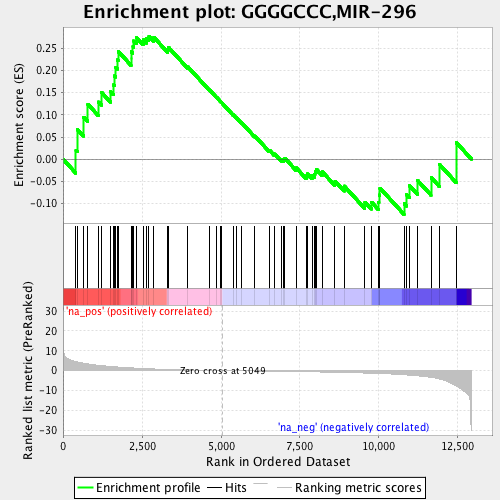 Enrichment plot: GGGGCCC,MIR-296
Enrichment score (ES)
0.25
0.20
0.15
0.10
0.05
0.00
-0.05
-0.10
'na_pos' (positively correlated)
Ranked list metric (PreRanked)
30
20
10
0
-10
-20
-30
Zero cross at 5049
'na_neg' (negatively correlated)
0
2,500
5,000
7,500
10,000
12,500
Rank in Ordered Dataset
Enrichment profile
Hits
Ranking metric scores